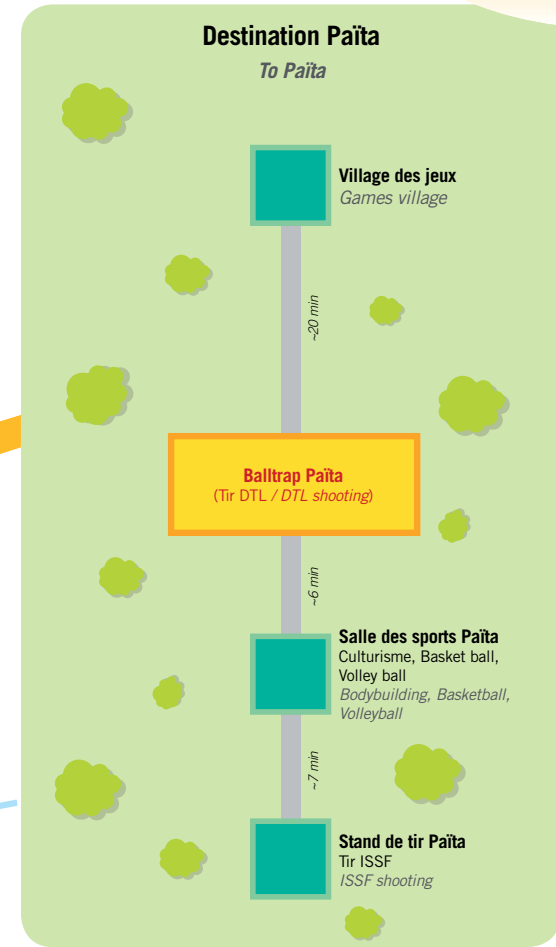 Destination Païta
To Païta
Village des jeux
Games village
~20 min
Balltrap Païta
(Tir DTL / DTL shooting)
~6 min
Salle des sports Païta
Culturisme, Basket ball,
Volley ball
Bodybuilding, Basketball,
Volleyball
~7 min
Stand de tir Païta
Tir ISSF
ISSF shooting